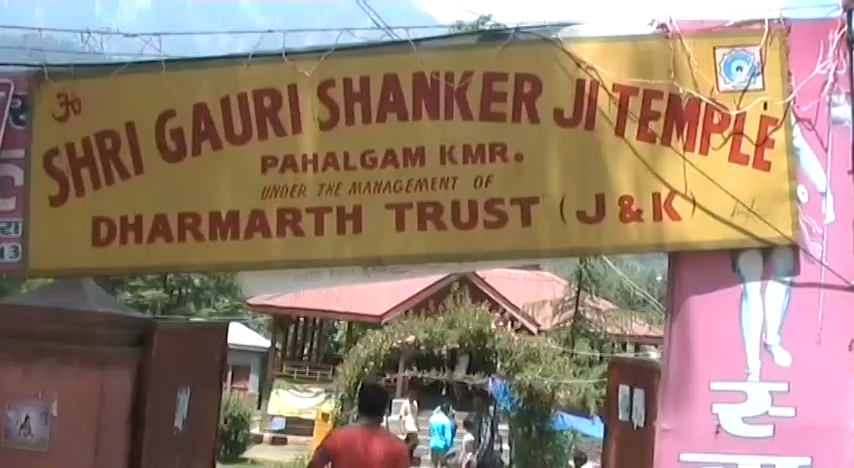 ॐ
SHRI GAURI SHANKER JI TEMPLE
PAHALGAM KMR.
UNDER THE MANAGEMENT OF
DHARMARTH TRUST (J&K)